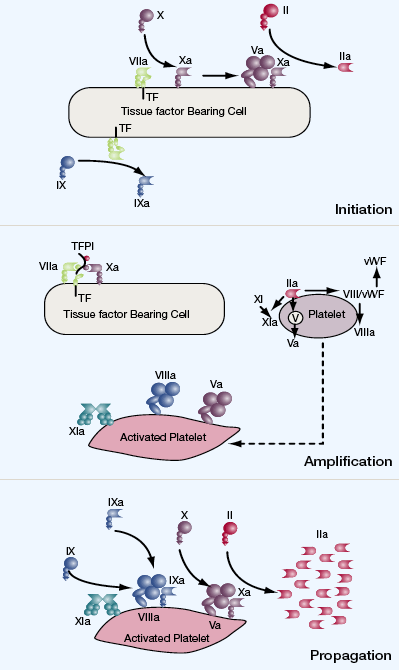 X
II
VIIa
Xa
Va
Xa
IIa
TF
Tissue factor Bearing Cell
TF
IX
IXa
Initiation
TFPI
VIIa
Xa
TF
Tissue factor Bearing Cell
vWF
IIa
XI
VIII/vWF
XIa
V
Platelet
VIIIa
Va
VIIIa
Va
XIa
Activated Platelet
Amplification
IXa
X
II
IIa
IX
IXa
Xa
XIa
VIIIa
Va
Activated Platelet
Propagation